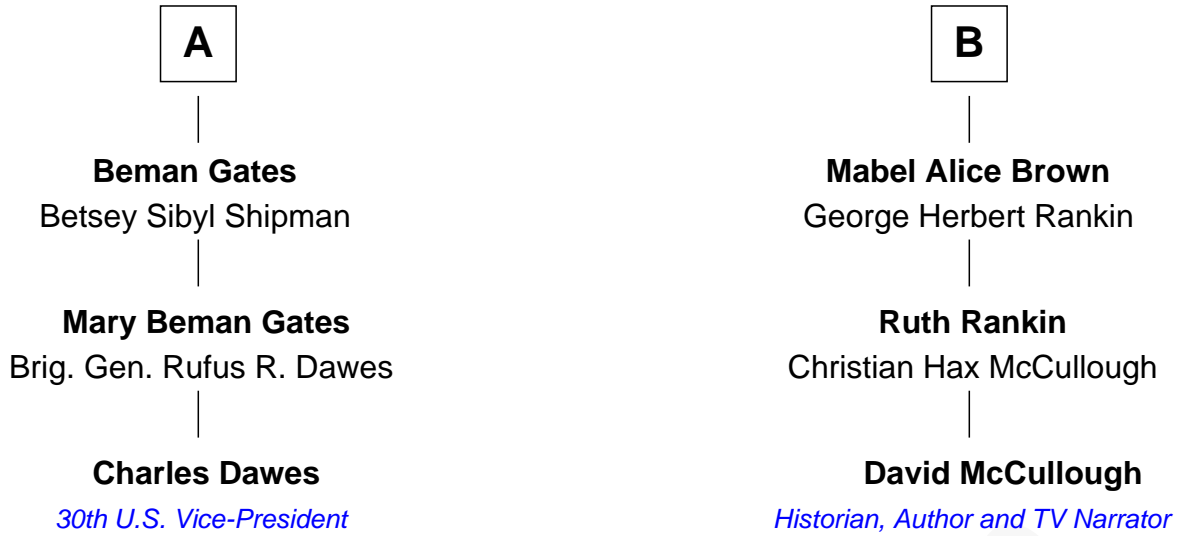 A
Beman Gates
Betsey Sibyl Shipman
Mary Beman Gates
Brig. Gen. Rufus R. Dawes
Charles Dawes
30th U.S. Vice-President
B
Mabel Alice Brown
George Herbert Rankin
Ruth Rankin
Christian Hax McCullough
David McCullough
Historian, Author and TV Narrator